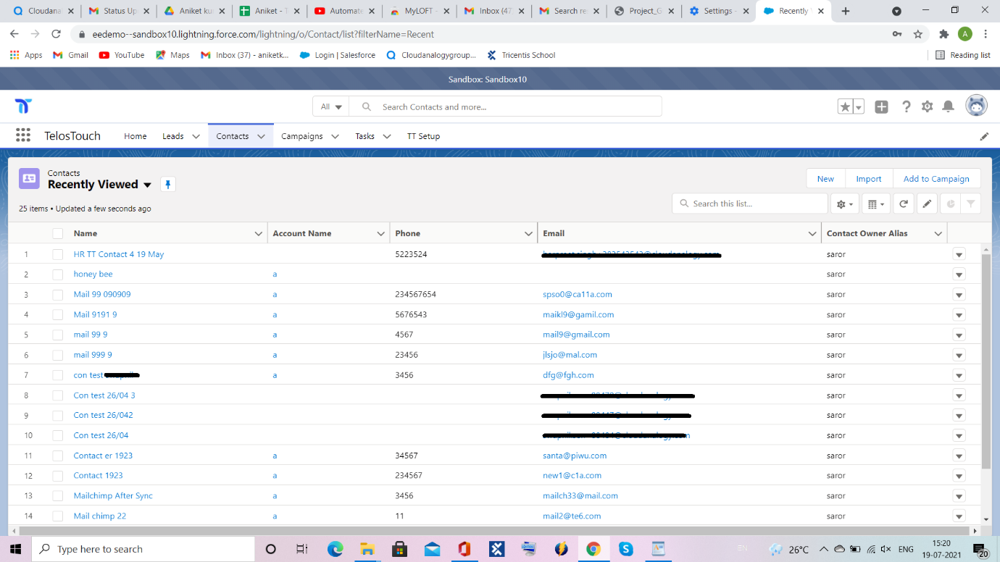 Cloudana
Status Up
Aniket ku
Aniket - T
Automate
MyLOFT -
Inbox (47
Search re
Project_G
Settings -
Recently
eedemo--sandbox10.lightning.force.com/lightning/o/Contact/list?filterName=Recent
A
Apps
Gmail
YouTube
Maps
Inbox (37) - aniketk...
Login | Salesforce
Cloudanalogygroup...
Tricentis School
Reading list
Sandbox: Sandbox10
All
Search Contacts and more...
TelosTouch
Home
Leads
Contacts
Campaigns
Tasks
TT Setup
Contacts
Recently Viewed
New
Import
Add to Campaign
25 items • Updated a few seconds ago
Search this list...
Name Account Name Phone Email Contact Owner Alias
1 HR TT Contact 4 19 May 5223524 saror
2 honey bee a saror
3 Mail 99 090909 a 234567654 spso0@ca11a.com saror
4 Mail 9191 9 a 5676543 maikl9@gamil.com saror
5 mail 99 9 a 4567 mail9@gmail.com saror
6 mail 999 9 a 23456 jlsjo@mal.com saror
7 con test a 3456 dfg@fgh.com saror
8 Con test 26/04 3 saror
9 Con test 26/042 saror
10 Con test 26/04 saror
11 Contact er 1923 a 34567 santa@piwu.com saror
12 Contact 1923 a 234567 new1@c1a.com saror
13 Mailchimp After Sync a 3456 mailch33@mail.com saror
14 Mail chimp 22 a 11 mail2@te6.com saror
Type here to search
EN
26°C
ENG
15:20
19-07-2021
20